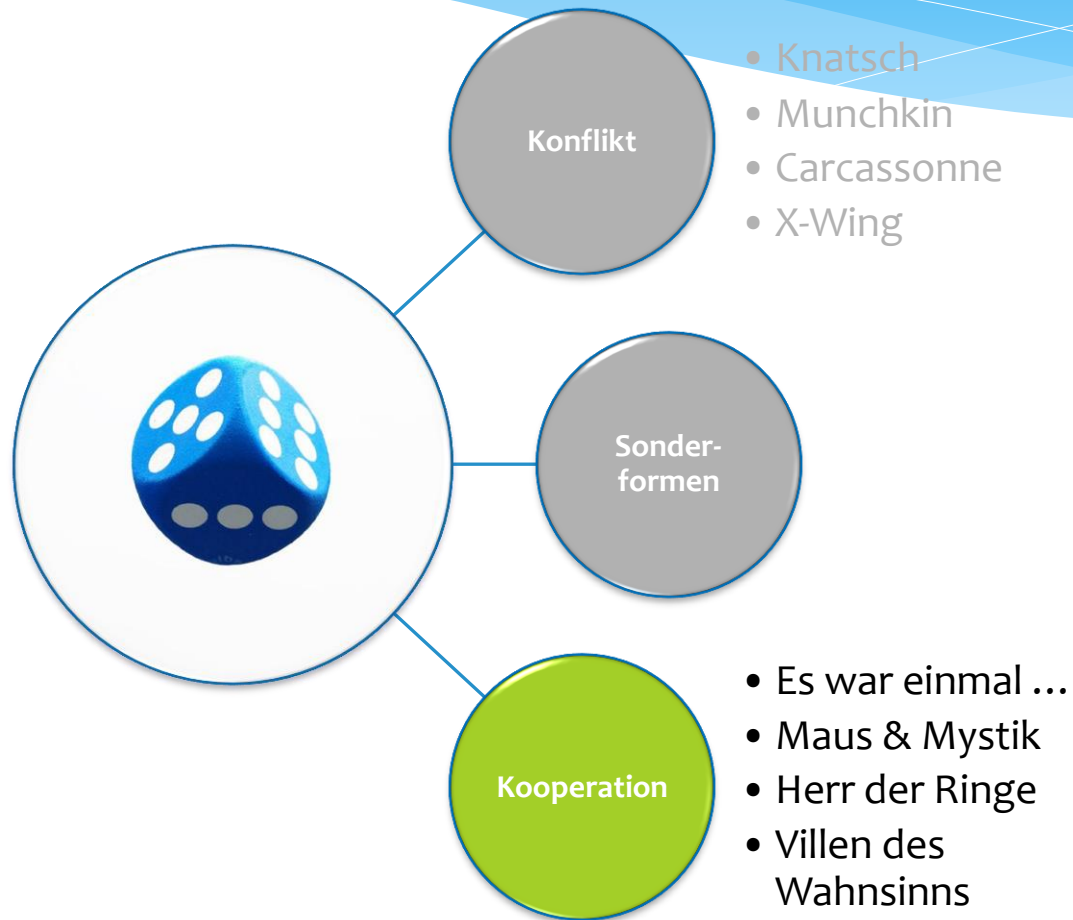 Konflikt
• Knatsch
• Munchkin
• Carcassonne
• X-Wing
Sonder-
formen
Kooperation
• Es war einmal …
• Maus & Mystik
• Herr der Ringe
• Villen des
Wahnsinns